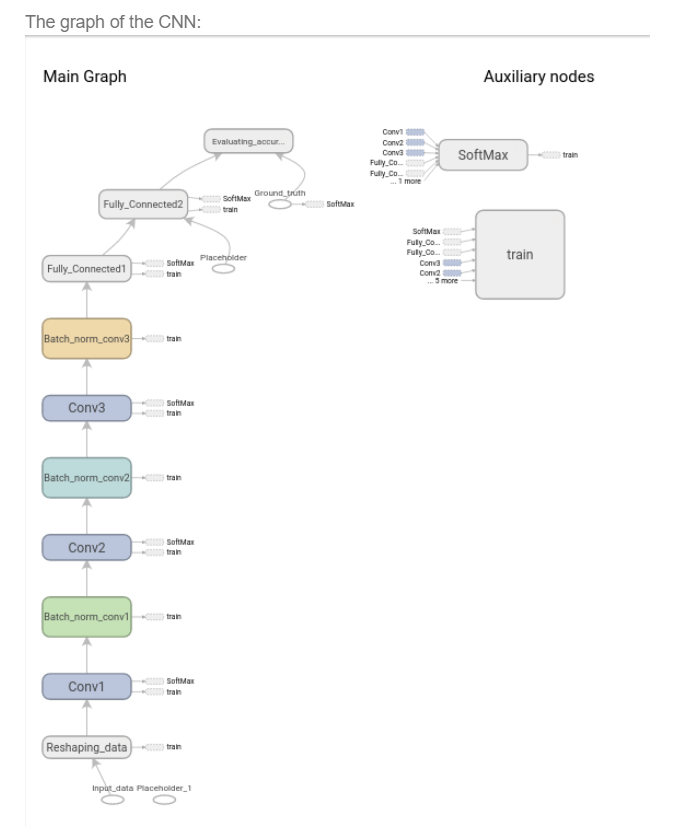 The graph of the CNN:
Main Graph
Auxiliary nodes
Evaluating_accur...
Fully_Connected2
SoftMax
train
Ground_truth
SoftMax
Placeholder
Fully_Connected1
SoftMax
train
Batch_norm_conv3
train
Conv3
SoftMax
train
Batch_norm_conv2
train
Conv2
SoftMax
train
Batch_norm_conv1
train
Conv1
SoftMax
train
Reshaping_data
train
Input_data Placeholder_1
Conv1
Conv2
Conv3
Fully_Co...
Fully_Co...
... 1 more
SoftMax
train
SoftMax
Fully_Co...
Fully_Co...
Conv3
Conv2
... 5 more
train